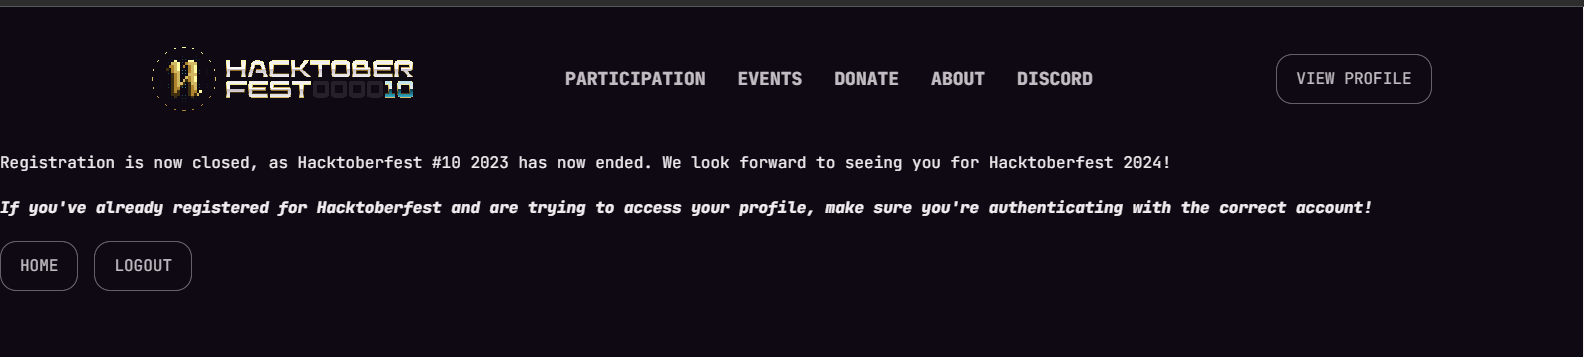 HACKTOBER
FEST000010
PARTICIPATION EVENTS DONATE ABOUT DISCORD
VIEW PROFILE
Registration is now closed, as Hacktoberfest #10 2023 has now ended. We look forward to seeing you for Hacktoberfest 2024!
If you've already registered for Hacktoberfest and are trying to access your profile, make sure you're authenticating with the correct account!
HOME LOGOUT